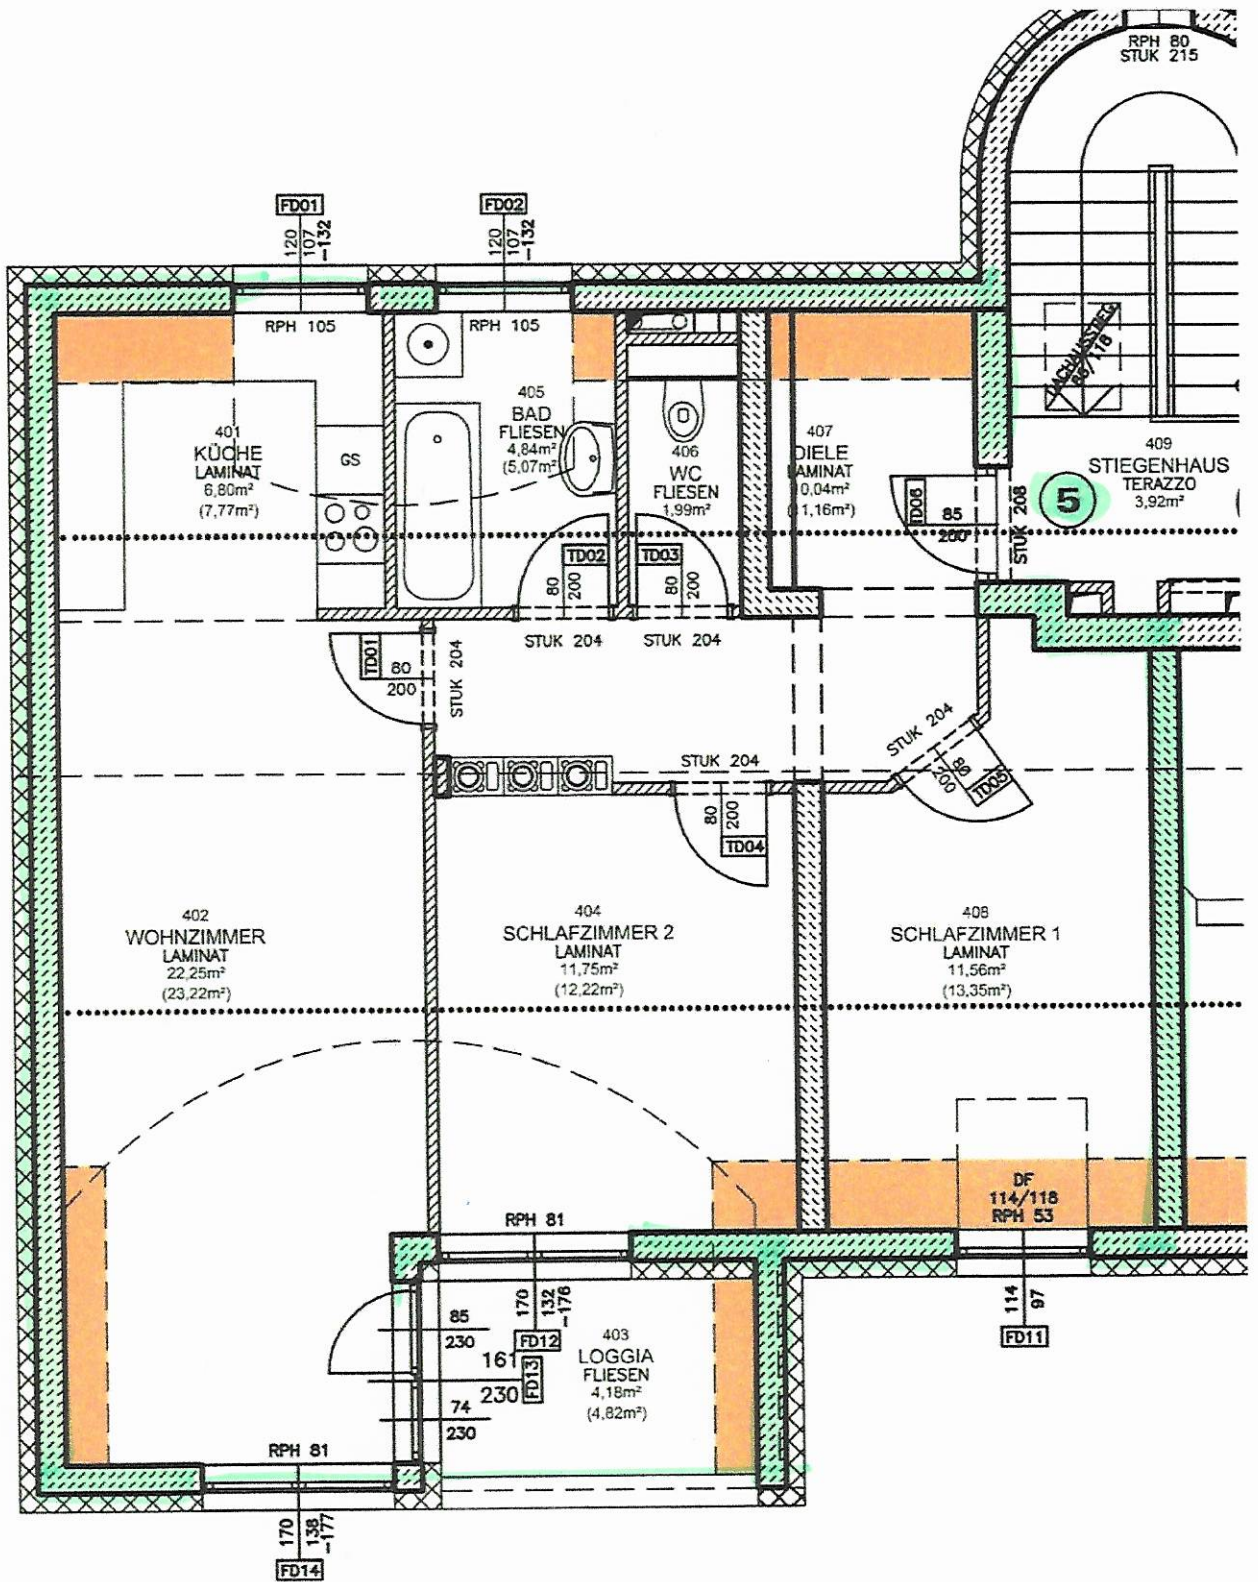 RPH 80
STUK 215
FD01
120
107
-132
FD02
120
107
-132
RPH 105
RPH 105
DACHAUSSTIEG
401
KÜCHE
LAMINAT
6,80m²
(7,77m²)
GS
405
BAD
FLIESEN
4,84m²
(5,07m²)
406
WC
FLIESEN
1,99m²
407
DIELE
LAMINAT
10,04m²
(11,16m²)
409
STIEGENHAUS
TERAZZO
3,92m²
5
TD06
85
200
STUK 208
TD02
80
200
TD03
80
200
STUK 204
STUK 204
TD01
80
200
STUK 204
STUK 204
STUK 204
80
200
TD05
80
200
TD04
402
WOHNZIMMER
LAMINAT
22,25m²
(23,22m²)
404
SCHLAFZIMMER 2
LAMINAT
11,75m²
(12,22m²)
408
SCHLAFZIMMER 1
LAMINAT
11,56m²
(13,35m²)
DF
114/118
RPH 53
RPH 81
170
132
-176
FD12
114
97
FD11
85
230
161
230
FD13
74
230
403
LOGGIA
FLIESEN
4,18m²
(4,82m²)
RPH 81
170
138
-177
FD14